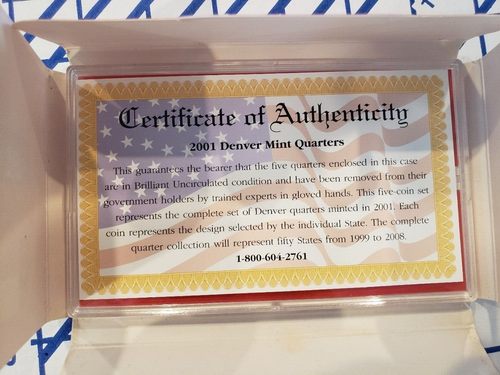 Certificate of Authenticity
2001 Denver Mint Quarters
This guarantees the bearer that the five quarters enclosed in this case
are in Brilliant Uncirculated condition and have been removed from their
government holders by trained experts in gloved hands. This five-coin set
represents the complete set of Denver quarters minted in 2001. Each
coin represents the design selected by the individual State. The complete
quarter collection will represent fifty States from 1999 to 2008.
1-800-604-2761